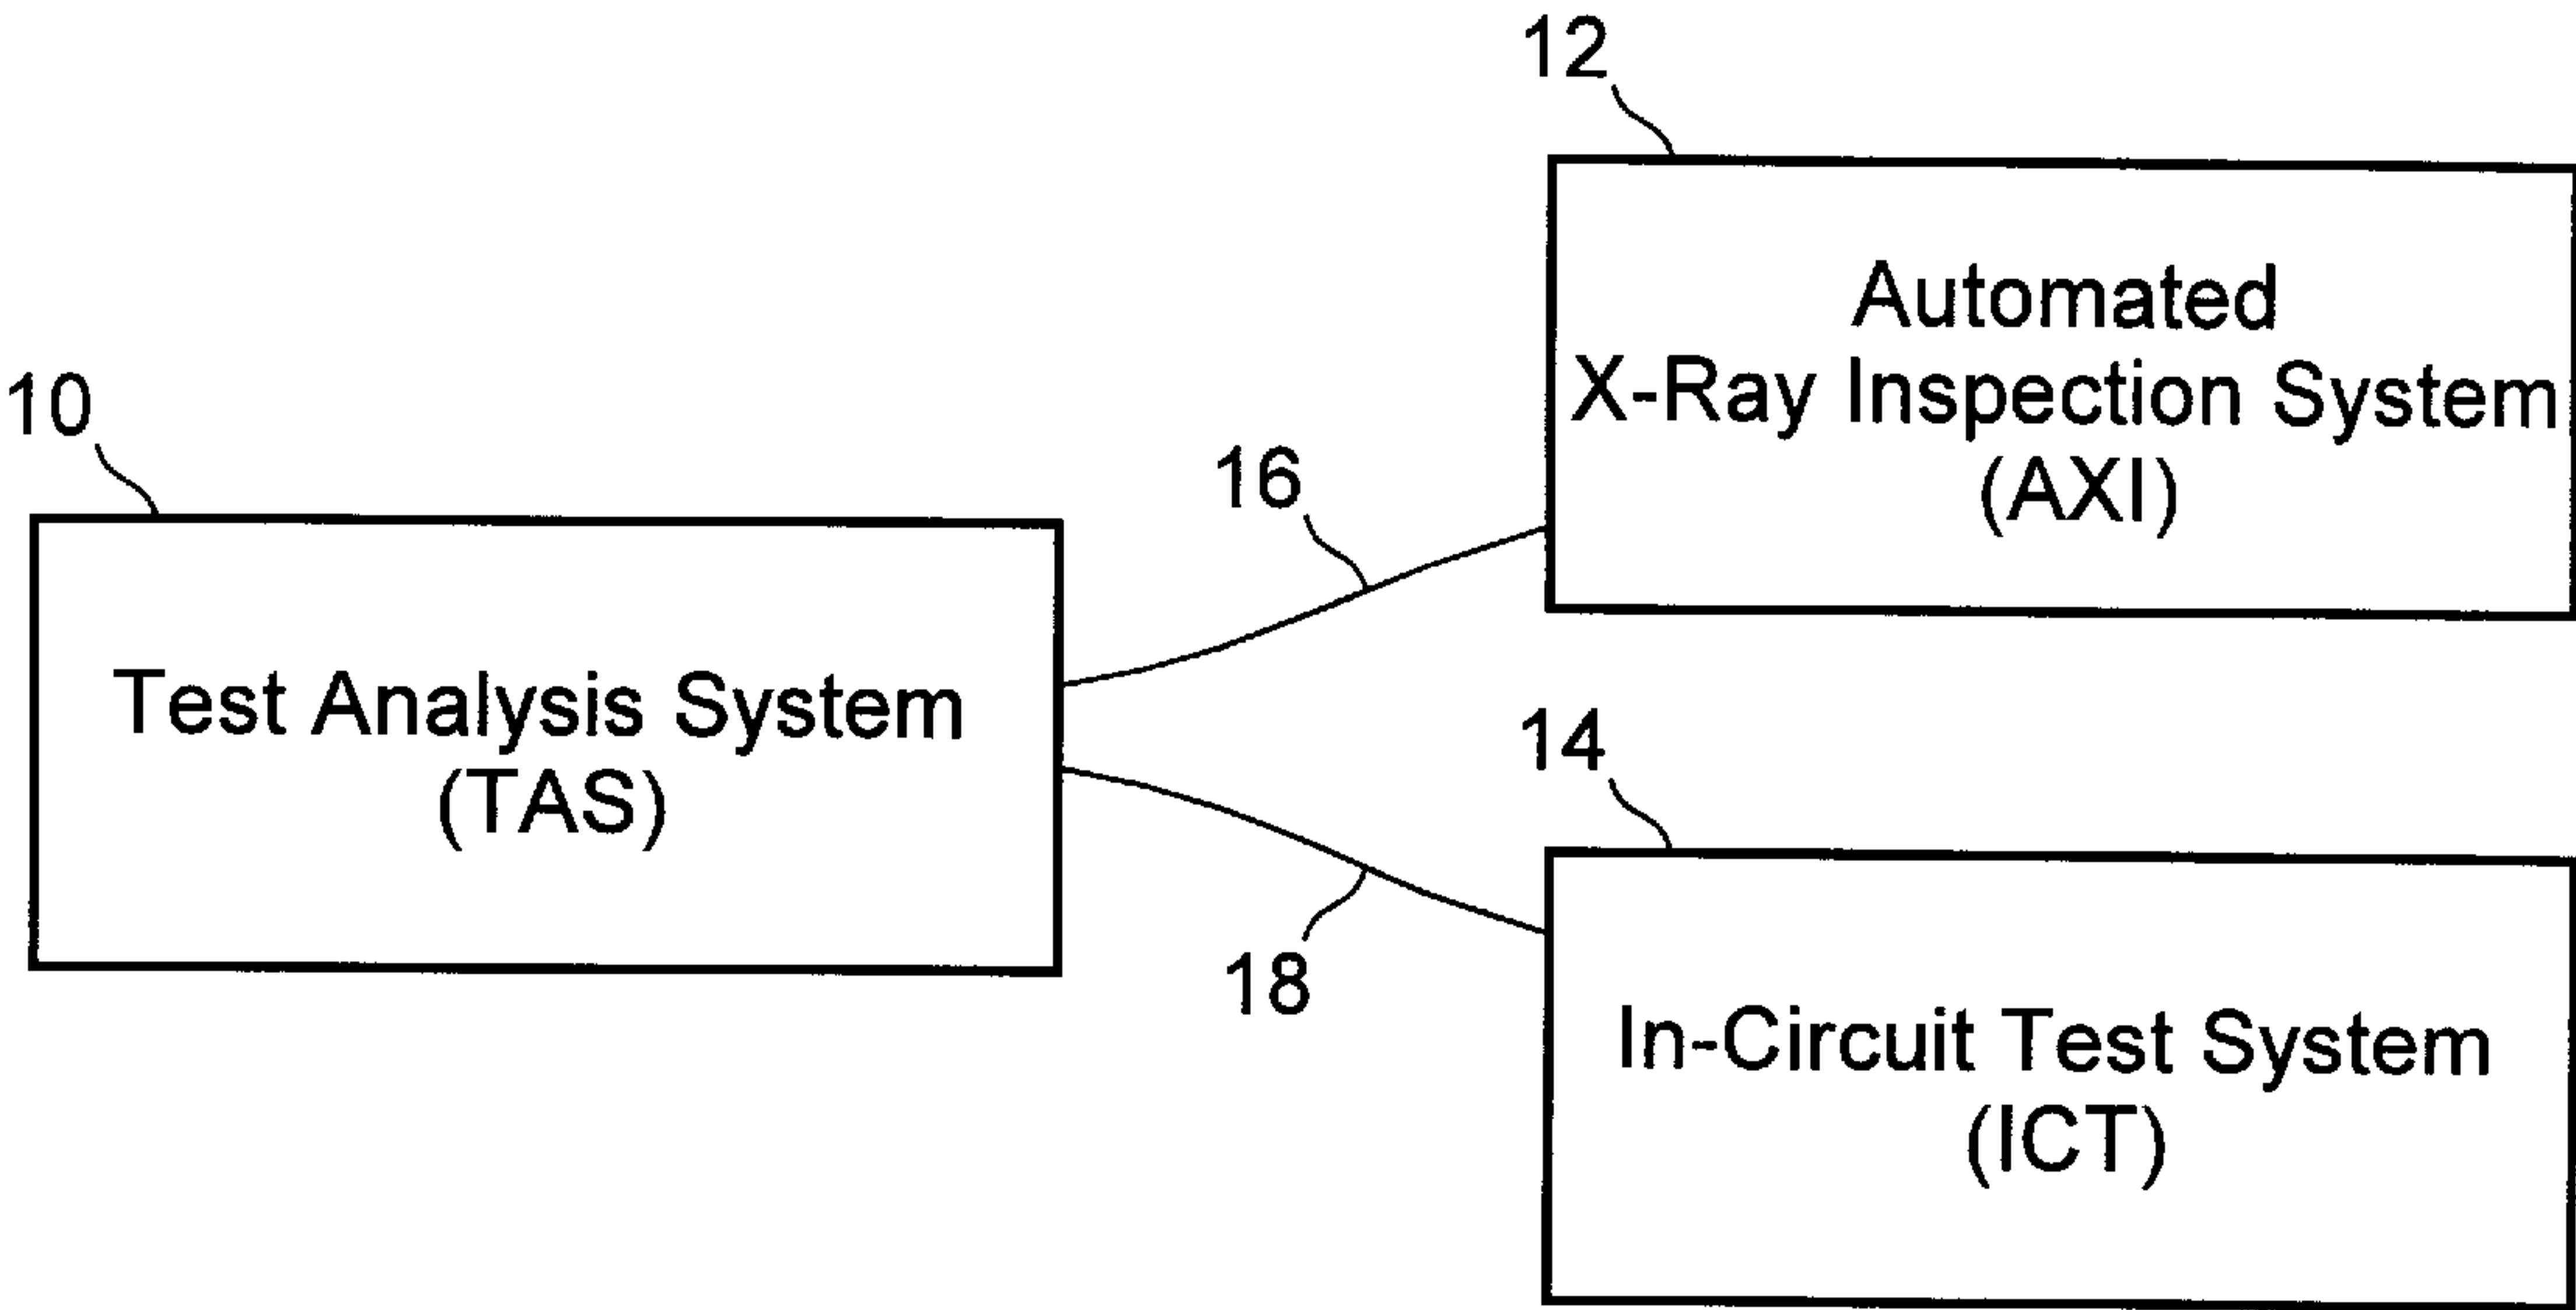 12
Automated
X-Ray Inspection System
(AXI)
10
16
Test Analysis System
(TAS)
14
18
In-Circuit Test System
(ICT)